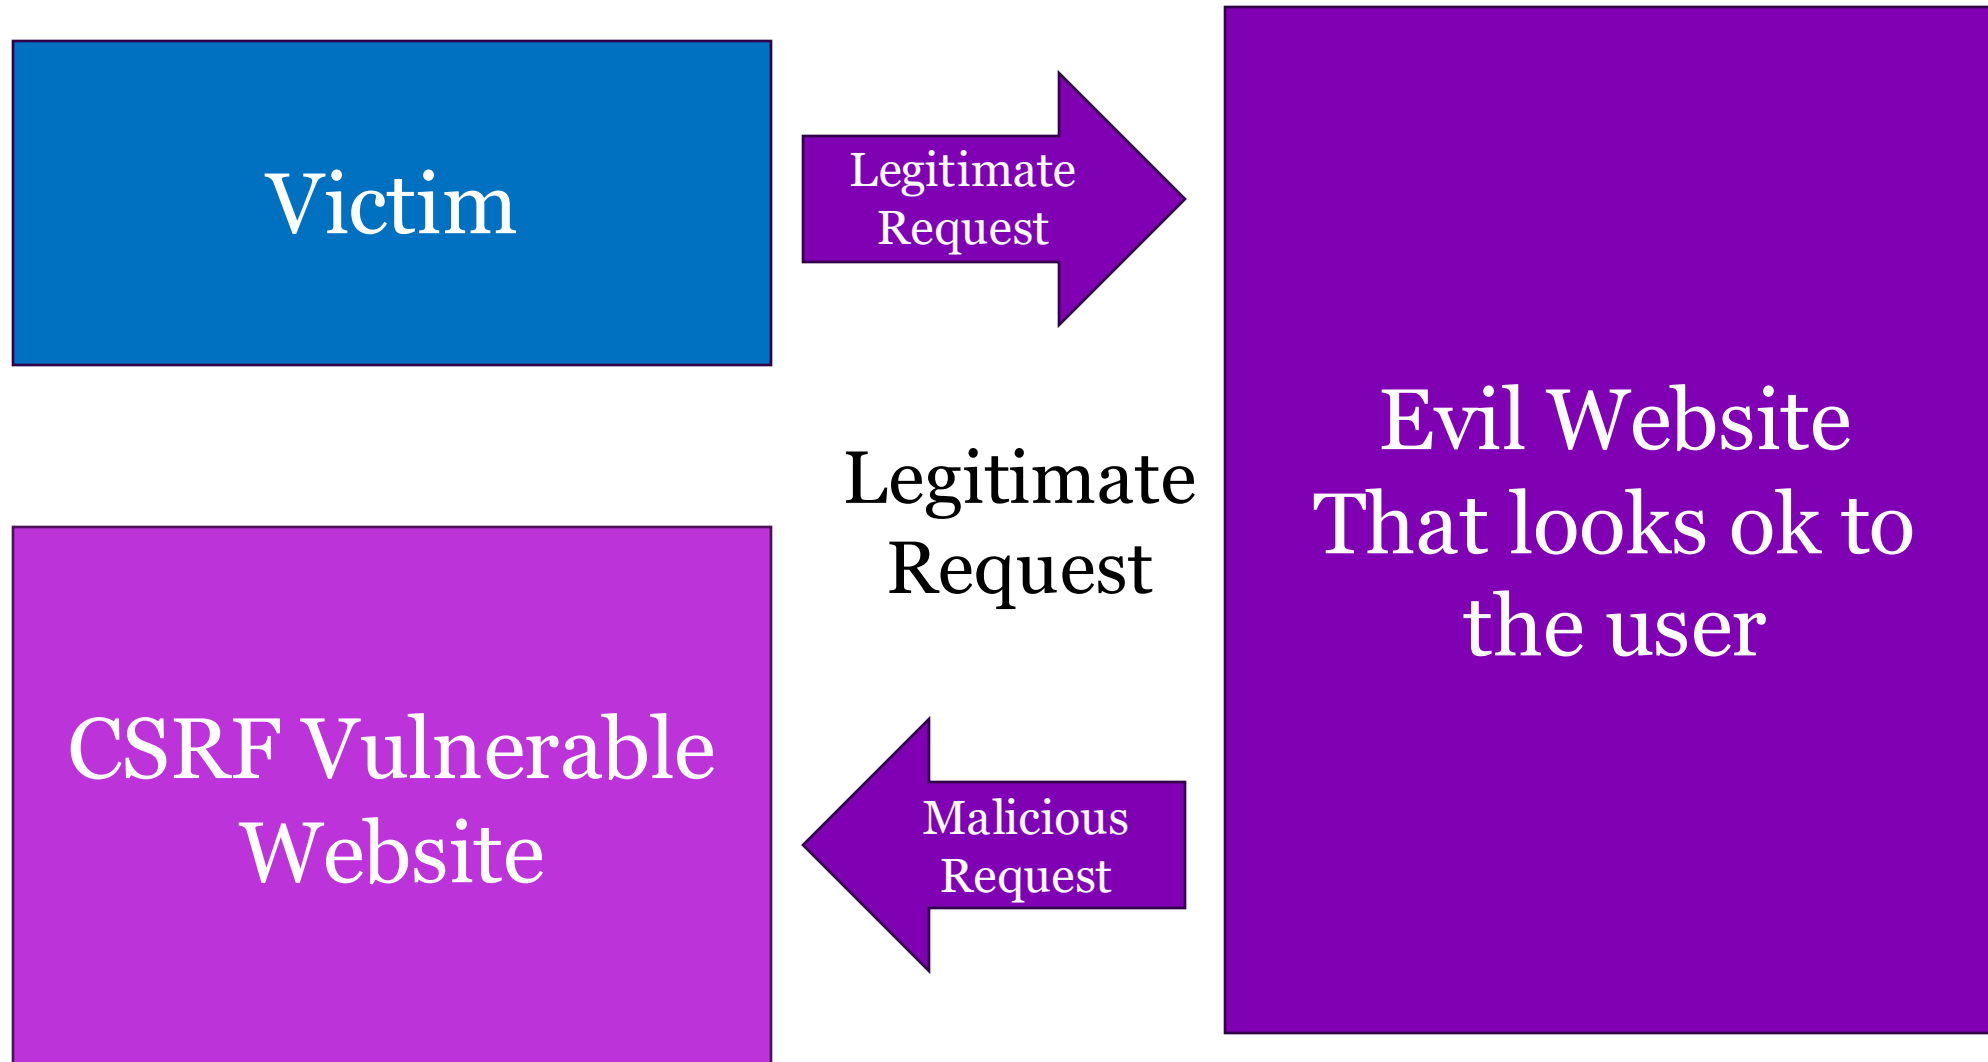 Victim
Legitimate
Request
Legitimate
Request
Evil Website
That looks ok to
the user
CSRF Vulnerable
Website
Malicious
Request